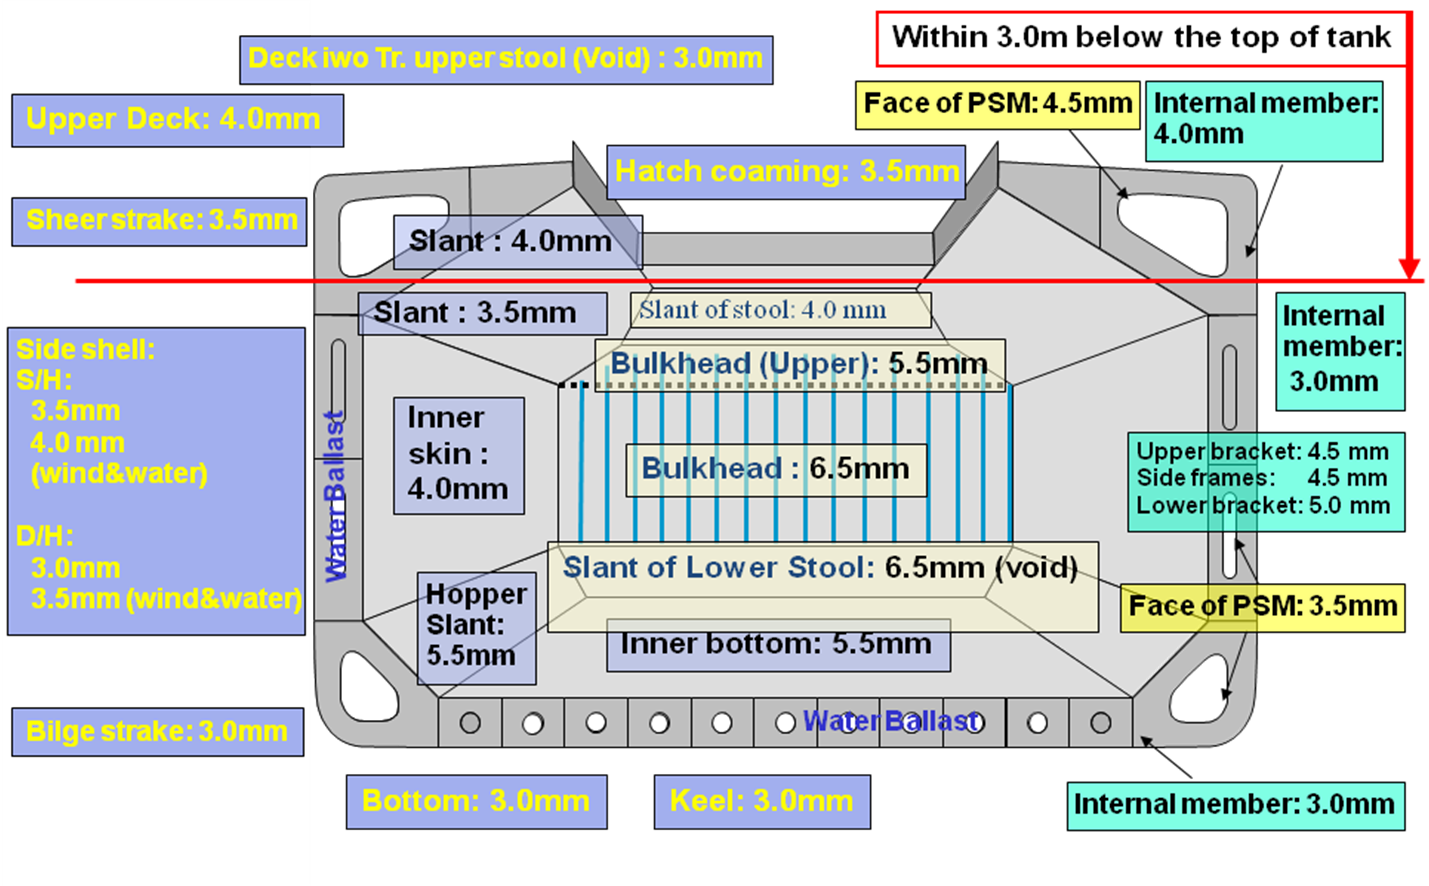 Within 3.0m below the top of tank
Deck iwo Tr. upper stool (Void) : 3.0mm
Upper Deck: 4.0mm
Face of PSM: 4.5mm
Internal member:
4.0mm
Hatch coaming: 3.5mm
Sheer strake: 3.5mm
Slant : 4.0mm
Slant : 3.5mm
Slant of stool: 4.0 mm
Internal
member:
3.0mm
Side shell:
S/H:
3.5mm
4.0 mm
(wind&water)
D/H:
3.0mm
3.5mm (wind&water)
Bulkhead (Upper): 5.5mm
Water Ballast
Inner
skin :
4.0mm
Bulkhead : 6.5mm
Upper bracket: 4.5 mm
Side frames: 4.5 mm
Lower bracket: 5.0 mm
Slant of Lower Stool: 6.5mm (void)
Hopper
Slant:
5.5mm
Face of PSM: 3.5mm
Inner bottom: 5.5mm
Bilge strake: 3.0mm
Water Ballast
Bottom: 3.0mm
Keel: 3.0mm
Internal member: 3.0mm